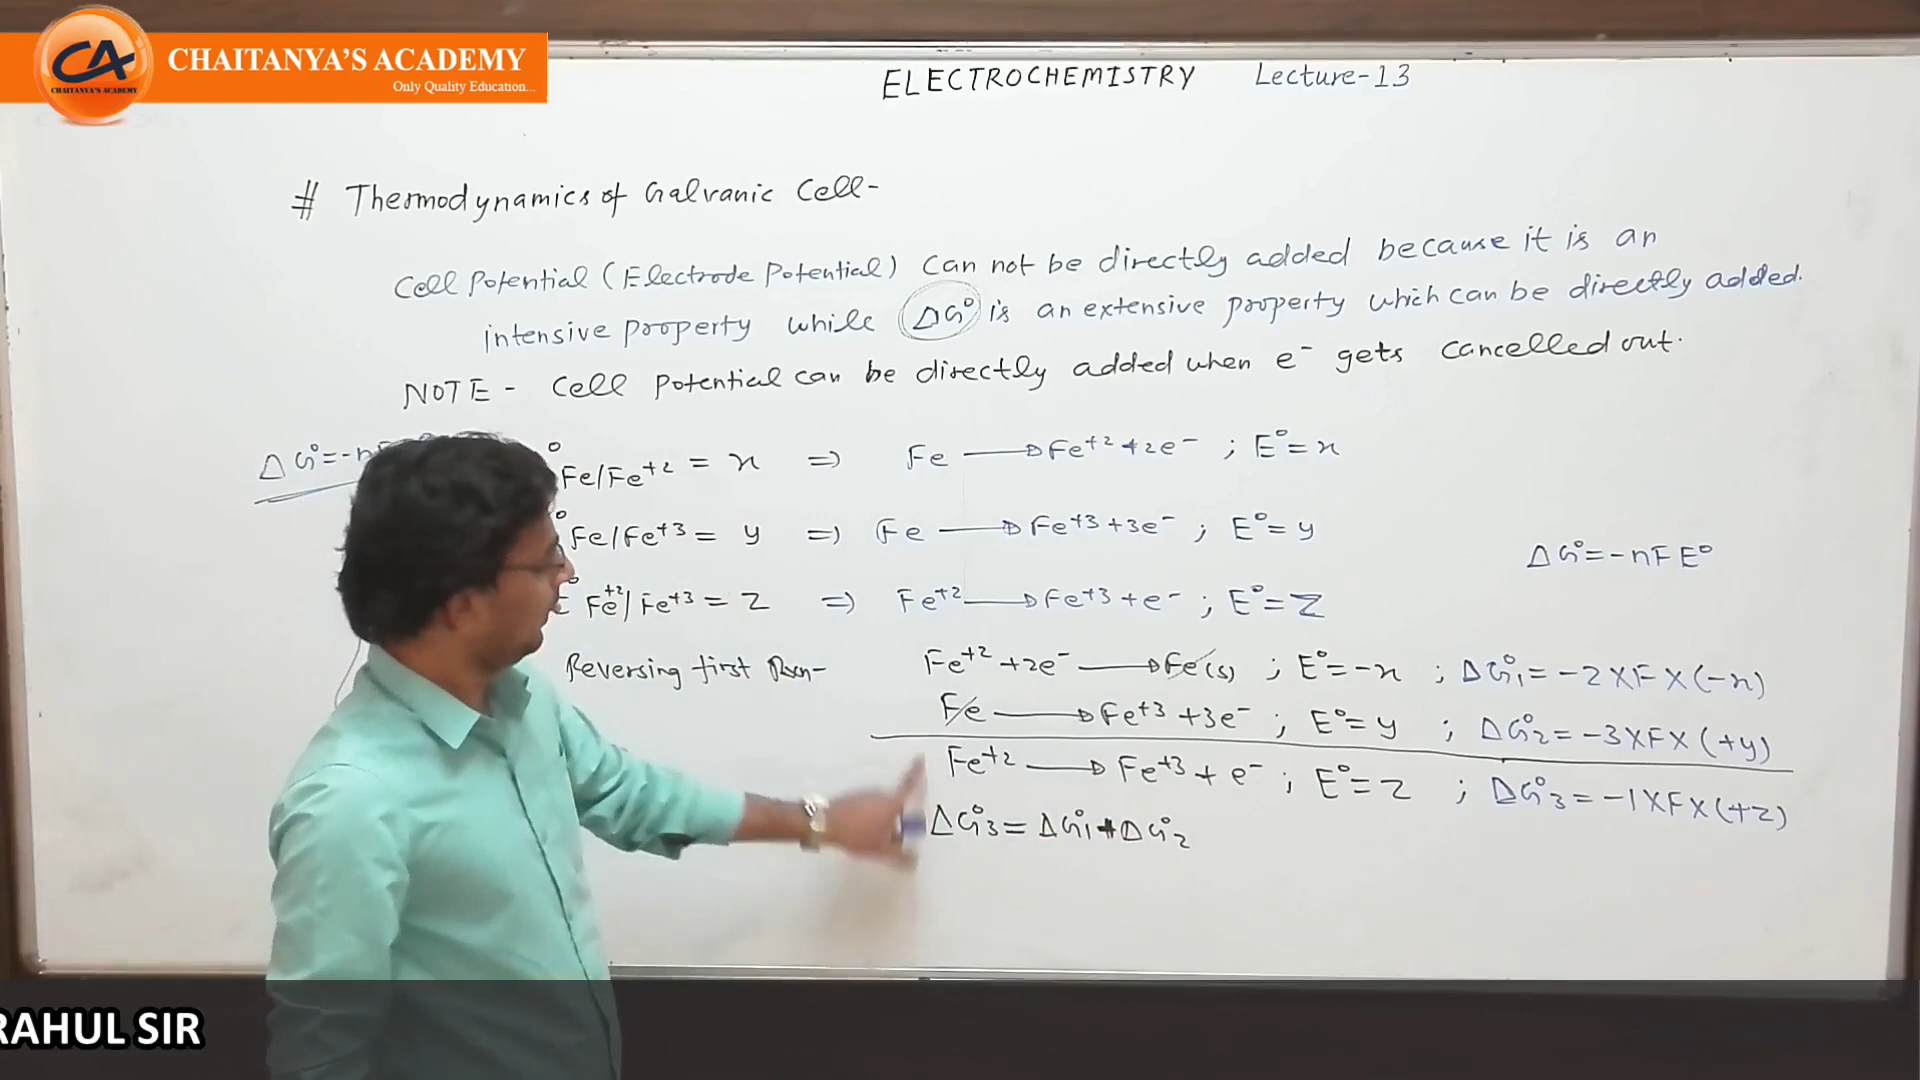 CA
CHAITANYA'S ACADEMY
CHAITANYA'S ACADEMY
Only Quality Education...
ELECTROCHEMISTRY Lecture-13
# Thermodynamics of Galvanic Cell-
Cell Potential (Electrode Potential) can not be directly added because it is an
intensive property while ΔG° is an extensive property which can be directly added.
NOTE - Cell Potential can be directly added when e⁻ gets cancelled out.
ΔG°=-n
° Fe/Fe⁺² = x ⇒ Fe ⟶ Fe⁺² + 2e⁻ ; E°= x
° Fe/Fe⁺³ = y ⇒ Fe ⟶ Fe⁺³ + 3e⁻ ; E°= y
ΔG°= -nFE°
° Fe⁺²/Fe⁺³ = z ⇒ Fe⁺² ⟶ Fe⁺³ + e⁻ ; E°= z
Reversing first Rxn- Fe⁺² + 2e⁻ ⟶ Fe(s) ; E°= -x ; ΔG°₁= -2×F×(-x)
Fe ⟶ Fe⁺³ + 3e⁻ ; E°= y ; ΔG°₂= -3×F×(+y)
Fe⁺² ⟶ Fe⁺³ + e⁻ ; E°= z ; ΔG°₃= -1×F×(+z)
ΔG°₃ = ΔG°₁ + ΔG°₂
RAHUL SIR